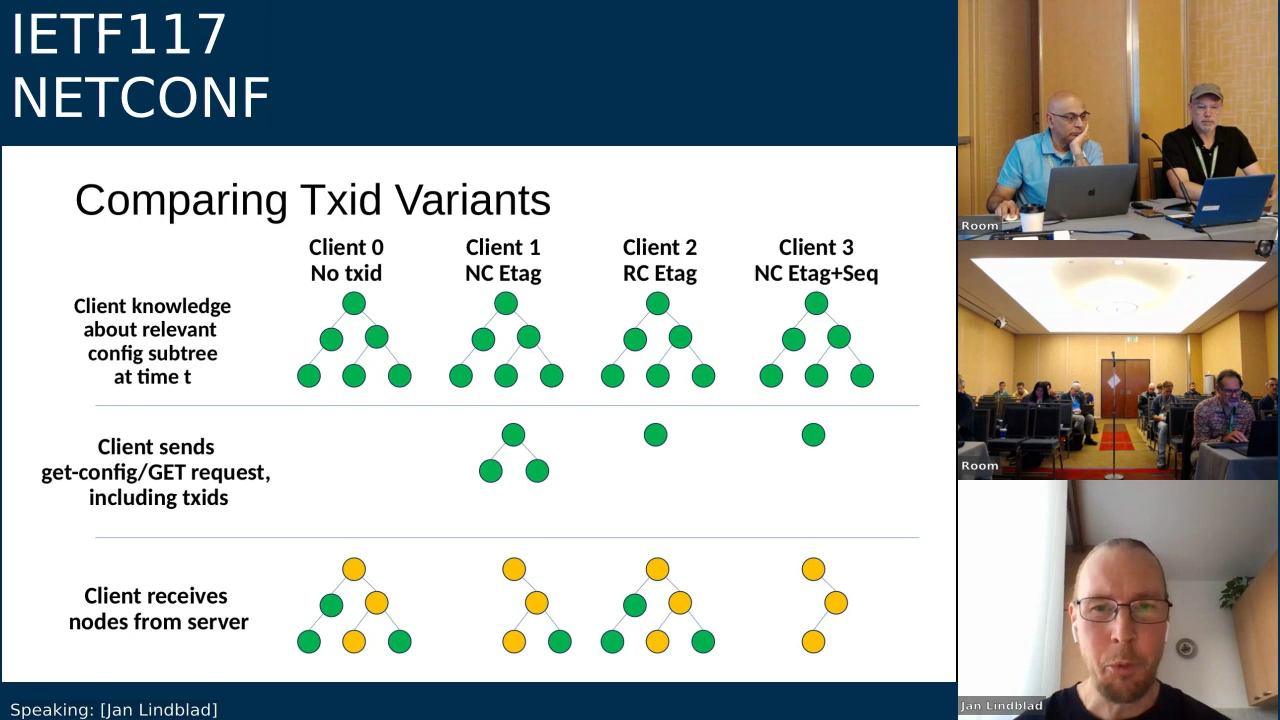 IETF117
NETCONF
Comparing Txid Variants
Client 0
No txid
Client 1
NC Etag
Client 2
RC Etag
Client 3
NC Etag+Seq
Client knowledge
about relevant
config subtree
at time t
Client sends
get-config/GET request,
including txids
Client receives
nodes from server
Speaking: [Jan Lindblad]
Room
Room
Jan Lindblad